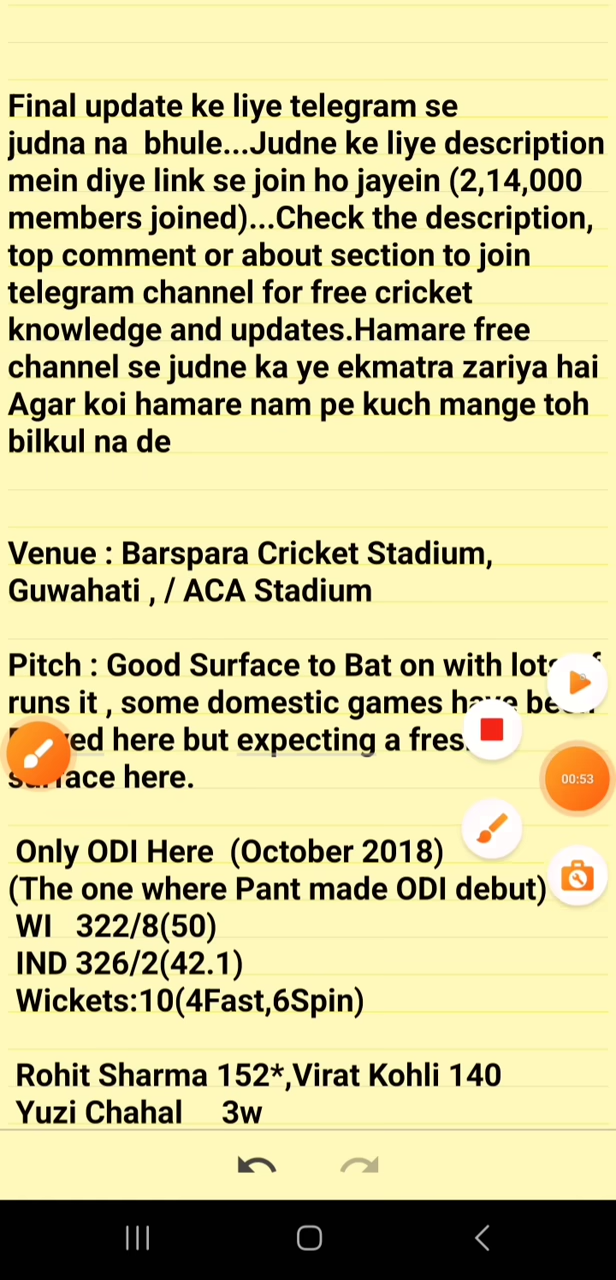 Final update ke liye telegram se
judna na  bhule...Judne ke liye description
mein diye link se join ho jayein (2,14,000
members joined)...Check the description,
top comment or about section to join
telegram channel for free cricket
knowledge and updates.Hamare free
channel se judne ka ye ekmatra zariya hai
Agar koi hamare nam pe kuch mange toh
bilkul na de
Venue : Barspara Cricket Stadium,
Guwahati , / ACA Stadium
Pitch : Good Surface to Bat on with
runs it , some domestic games
here but expecting a
here.
00:53
Only ODI Here  (October 2018)
(The one where Pant made ODI debut)
WI   322/8(50)
IND 326/2(42.1)
Wickets:10(4Fast,6Spin)
Rohit Sharma 152*,Virat Kohli 140
Yuzi Chahal     3w